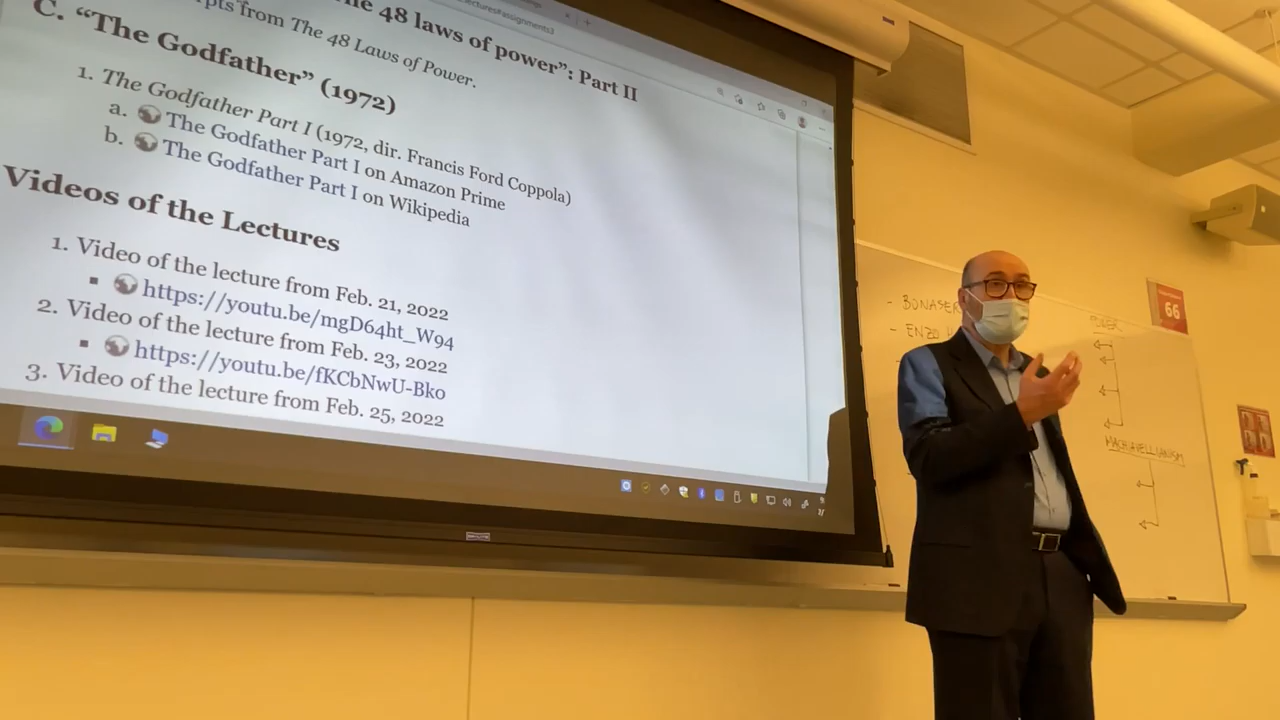 ectures#assignments3
he 48 laws of power”: Part II
pts from The 48 Laws of Power.
C. “The Godfather” (1972)
1. The Godfather Part I (1972, dir. Francis Ford Coppola)
a. The Godfather Part I on Amazon Prime
b. The Godfather Part I on Wikipedia
Videos of the Lectures
1. Video of the lecture from Feb. 21, 2022
▪ https://youtu.be/mgD64ht_W94
2. Video of the lecture from Feb. 23, 2022
▪ https://youtu.be/fKCbNwU-Bko
3. Video of the lecture from Feb. 25, 2022
- BONASER
- ENZO
POWER
MACHIAVELLIANISM
66